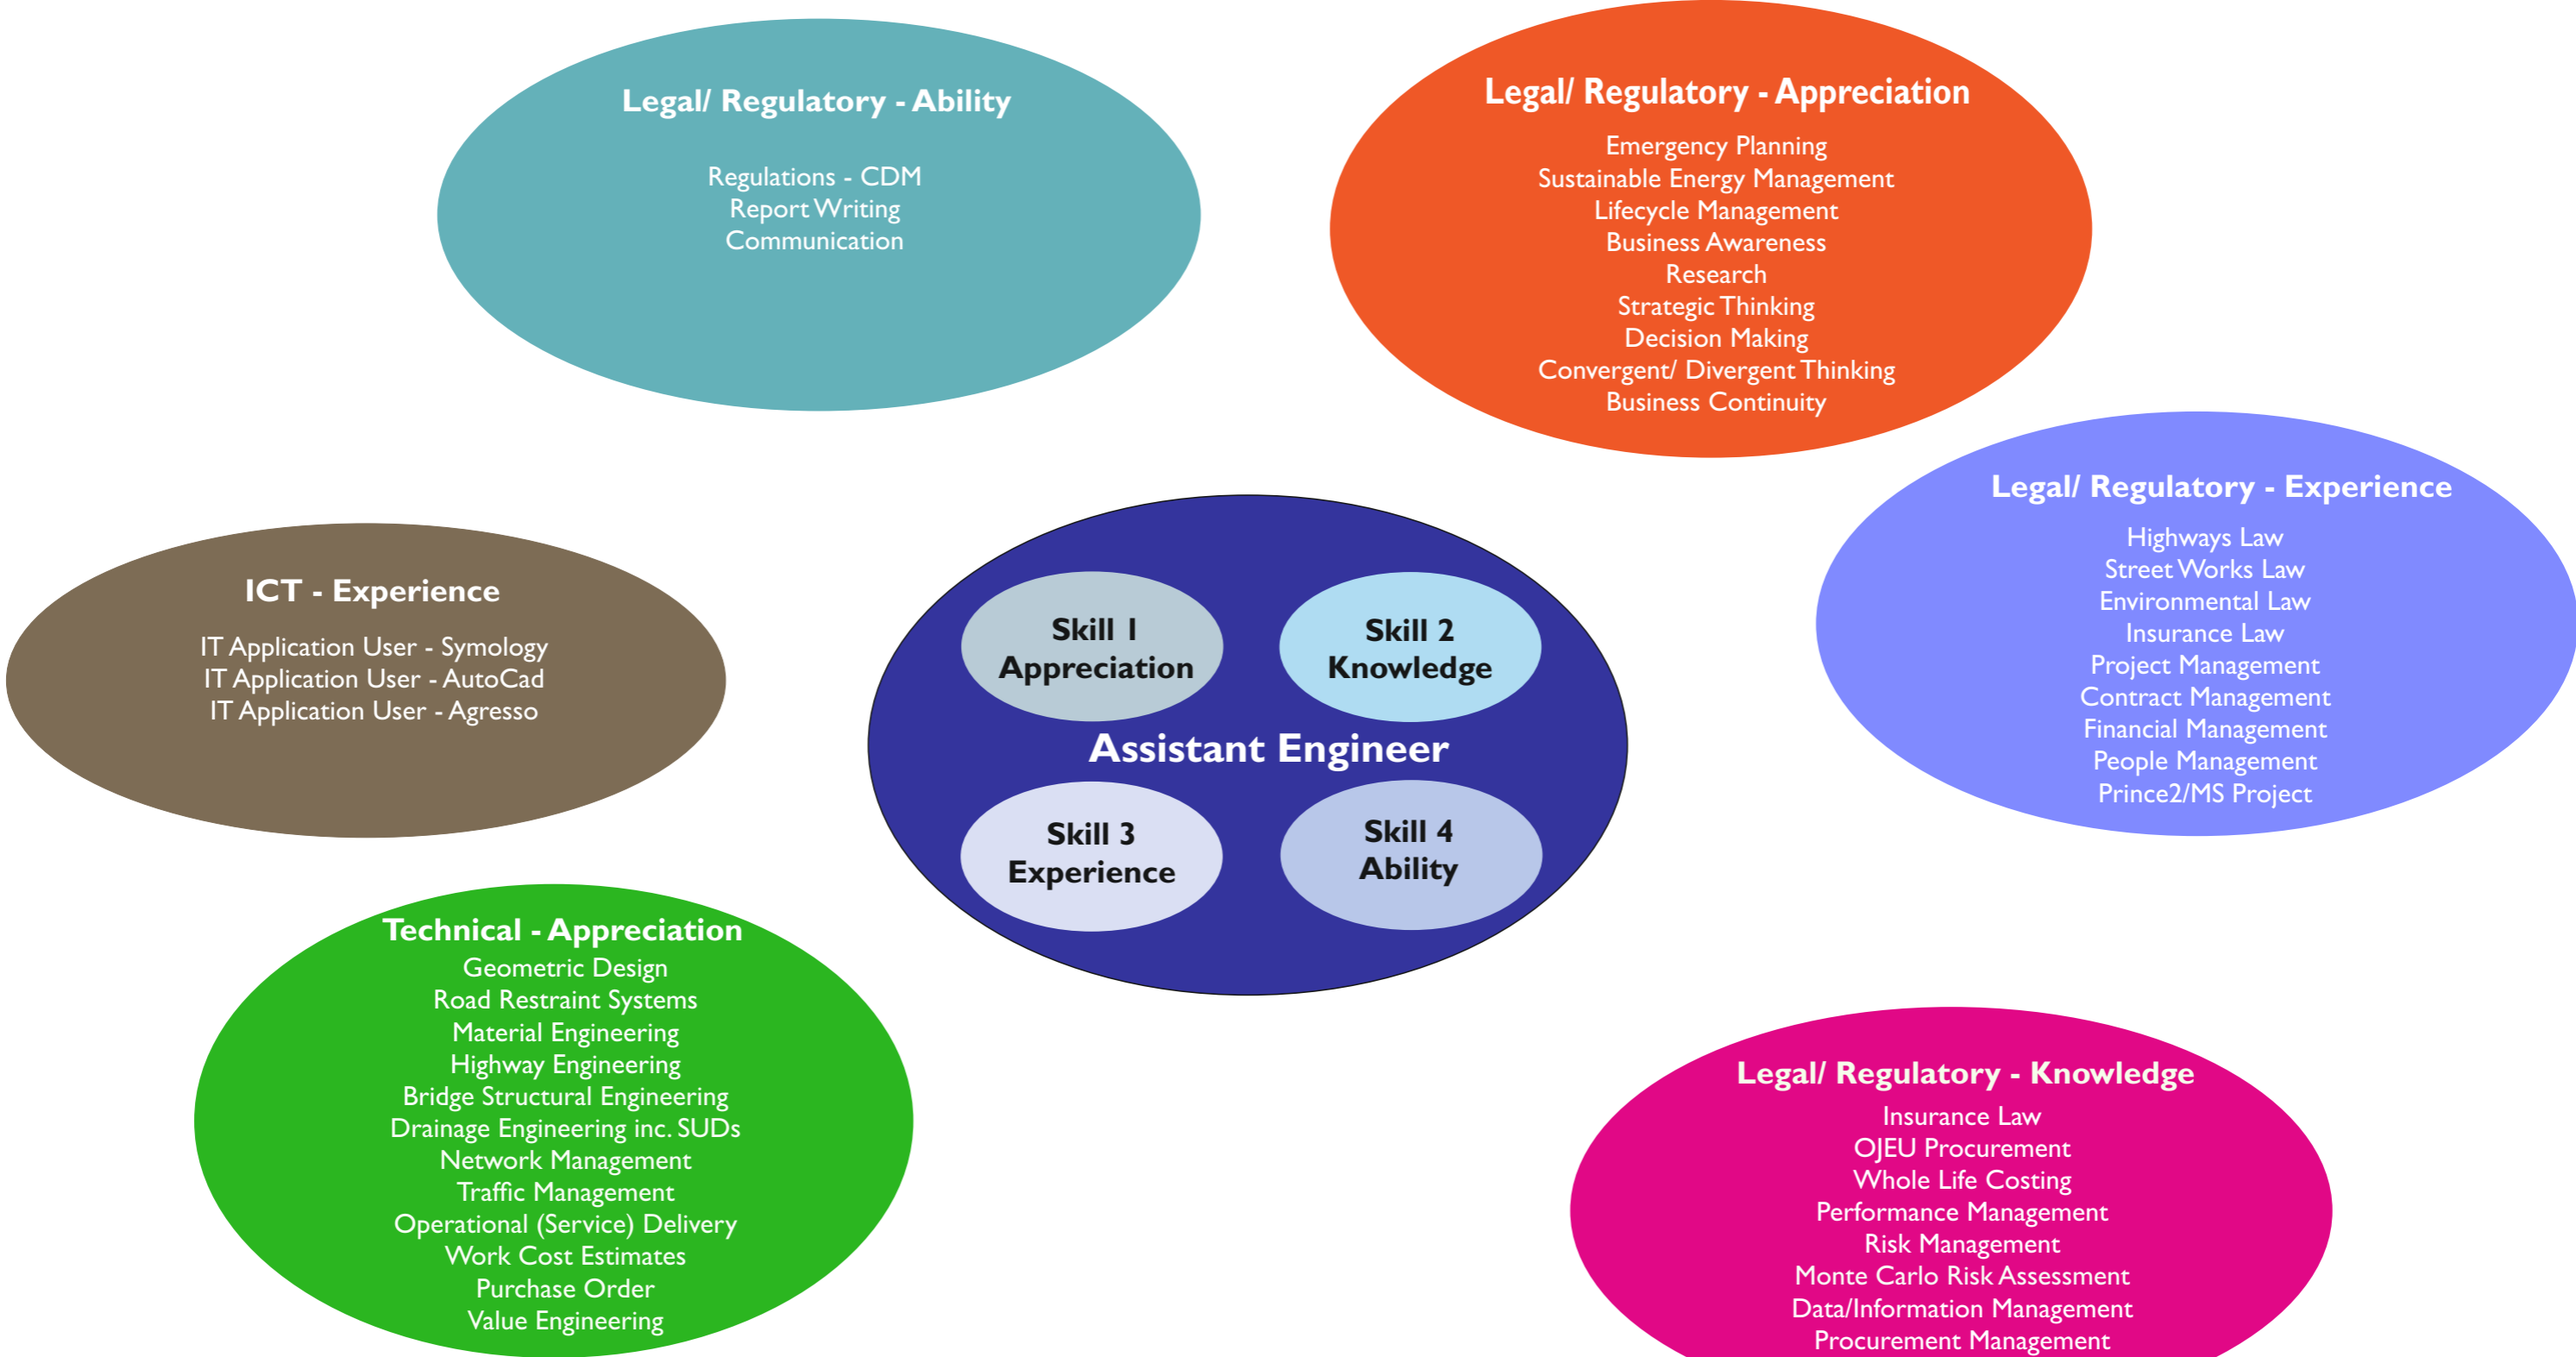 Legal/ Regulatory - Ability
Regulations - CDM
Report Writing
Communication
Legal/ Regulatory - Appreciation
Emergency Planning
Sustainable Energy Management
Lifecycle Management
Business Awareness
Research
Strategic Thinking
Decision Making
Convergent/ Divergent Thinking
Business Continuity
Legal/ Regulatory - Experience
Highways Law
Street Works Law
Environmental Law
Insurance Law
Project Management
Contract Management
Financial Management
People Management
Prince2/MS Project
ICT - Experience
IT Application User - Symology
IT Application User - AutoCad
IT Application User - Agresso
Skill 1
Appreciation
Skill 2
Knowledge
Assistant Engineer
Skill 3
Experience
Skill 4
Ability
Technical - Appreciation
Geometric Design
Road Restraint Systems
Material Engineering
Highway Engineering
Bridge Structural Engineering
Drainage Engineering inc. SUDs
Network Management
Traffic Management
Operational (Service) Delivery
Work Cost Estimates
Purchase Order
Value Engineering
Legal/ Regulatory - Knowledge
Insurance Law
OJEU Procurement
Whole Life Costing
Performance Management
Risk Management
Monte Carlo Risk Assessment
Data/Information Management
Procurement Management